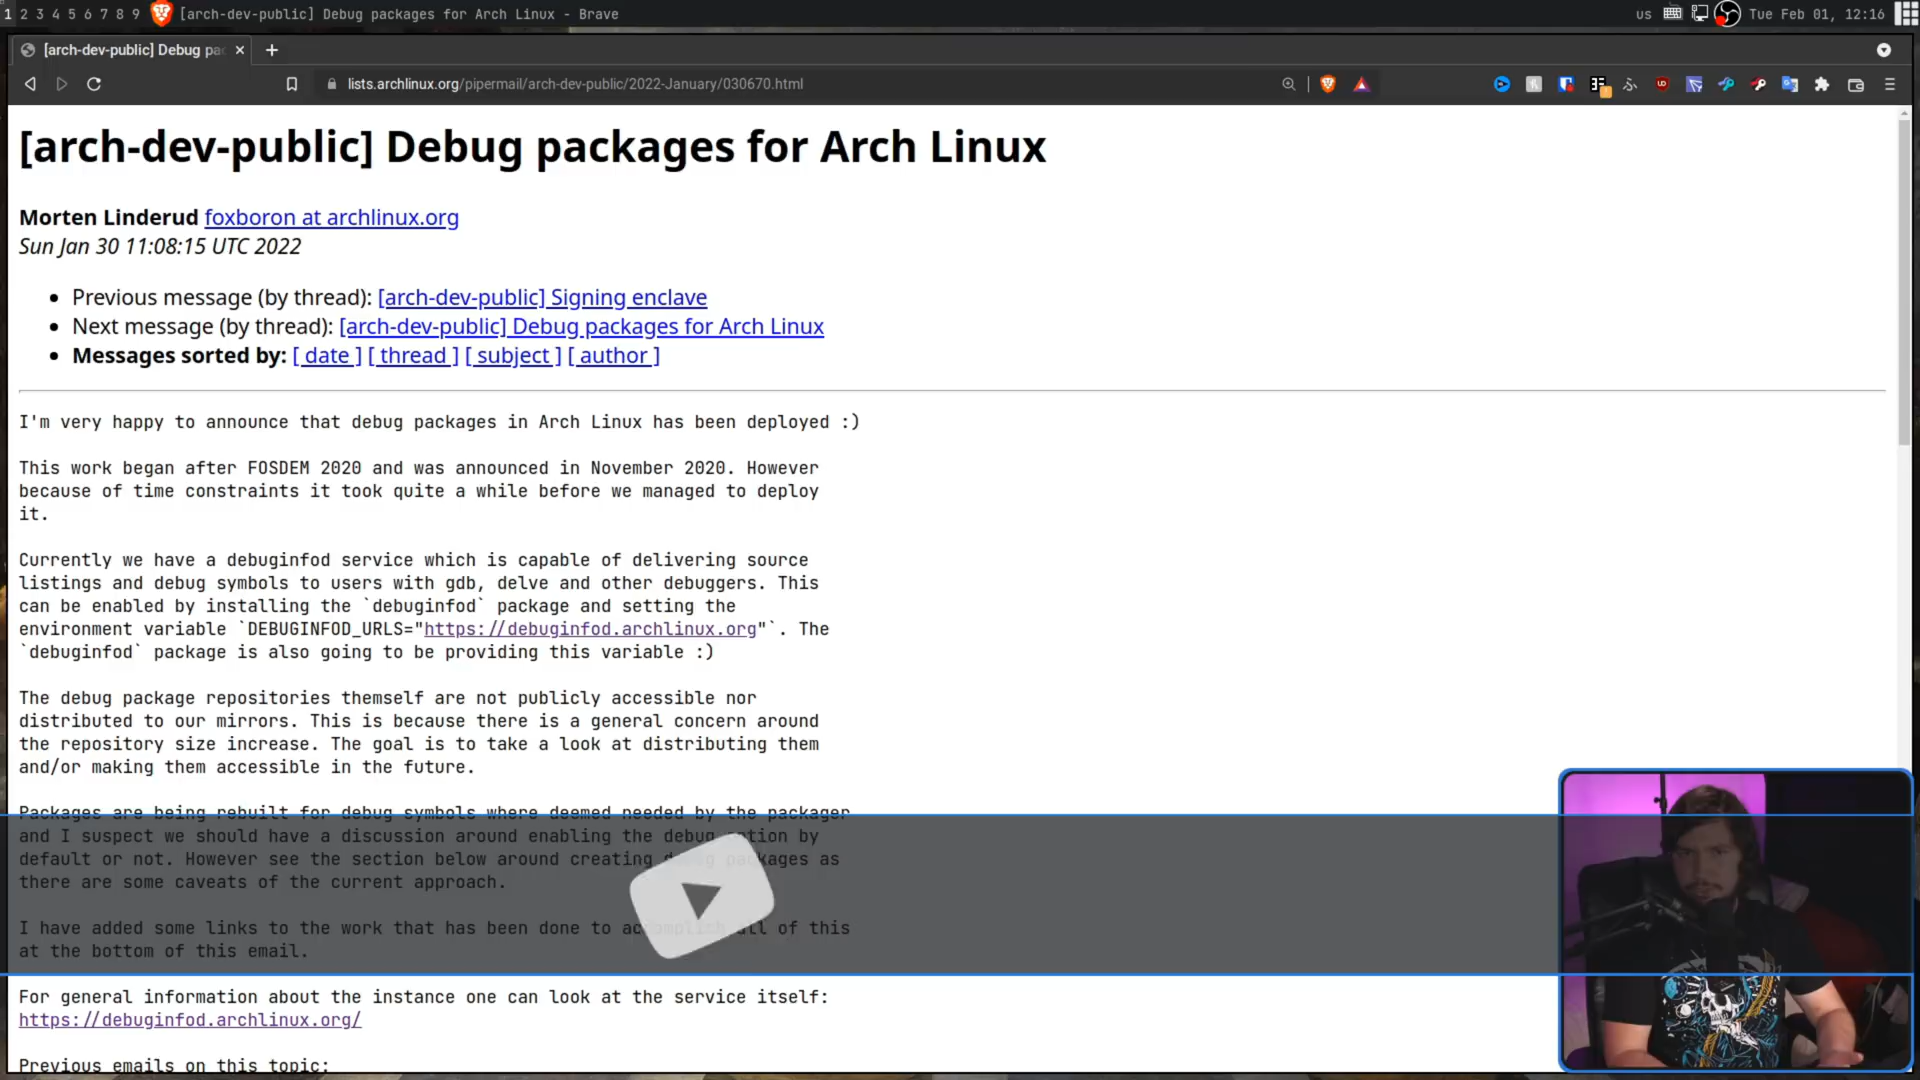 1 2 3 4 5 6 7 8 9 [arch-dev-public] Debug packages for Arch Linux - Brave us Tue Feb 01, 12:16
[arch-dev-public] Debug pa
lists.archlinux.org/pipermail/arch-dev-public/2022-January/030670.html
[arch-dev-public] Debug packages for Arch Linux
Morten Linderud foxboron at archlinux.org
Sun Jan 30 11:08:15 UTC 2022
• Previous message (by thread): [arch-dev-public] Signing enclave
• Next message (by thread): [arch-dev-public] Debug packages for Arch Linux
• Messages sorted by: [ date ] [ thread ] [ subject ] [ author ]
I'm very happy to announce that debug packages in Arch Linux has been deployed :)
This work began after FOSDEM 2020 and was announced in November 2020. However
because of time constraints it took quite a while before we managed to deploy
it.
Currently we have a debuginfod service which is capable of delivering source
listings and debug symbols to users with gdb, delve and other debuggers. This
can be enabled by installing the `debuginfod` package and setting the
environment variable `DEBUGINFOD_URLS="https://debuginfod.archlinux.org"`. The
`debuginfod` package is also going to be providing this variable :)
The debug package repositories themself are not publicly accessible nor
distributed to our mirrors. This is because there is a general concern around
the repository size increase. The goal is to take a look at distributing them
and/or making them accessible in the future.
Packages are being rebuilt for debug symbols where deemed needed by the packager
and I suspect we should have a discussion around enabling the debug option by
default or not. However see the section below around creating debug packages as
there are some caveats of the current approach.
I have added some links to the work that has been done to accomplish all of this
at the bottom of this email.
For general information about the instance one can look at the service itself:
https://debuginfod.archlinux.org/
Previous emails on this topic: